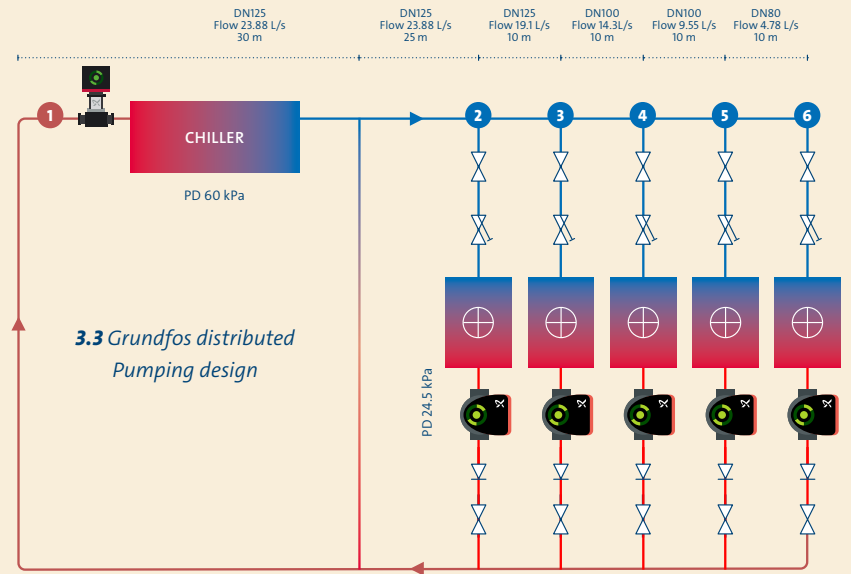 DN125
Flow 23.88 L/s
30 m
DN125
Flow 23.88 L/s
25 m
DN125
Flow 19.1 L/s
10 m
DN100
Flow 14.3L/s
10 m
DN100
Flow 9.55 L/s
10 m
DN80
Flow 4.78 L/s
10 m
1
CHILLER
2
3
4
5
6
PD 60 kPa
3.3 Grundfos distributed
Pumping design
PD 24.5 kPa